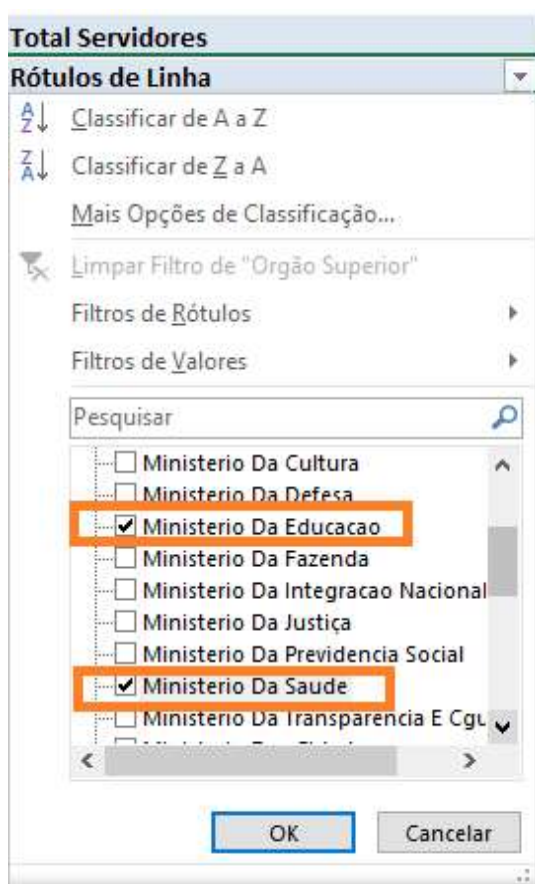 Total Servidores
Rótulos de Linha
Classificar de A a Z
Classificar de Z a A
Mais Opções de Classificação...
Limpar Filtro de "Orgão Superior"
Filtros de Rótulos
Filtros de Valores
Pesquisar
Ministerio Da Cultura
Ministerio Da Defesa
Ministerio Da Educacao
Ministerio Da Fazenda
Ministerio Da Integracao Nacional
Ministerio Da Justiça
Ministerio Da Previdencia Social
Ministerio Da Saude
Ministerio Da Transparencia E Cgu
OK Cancelar